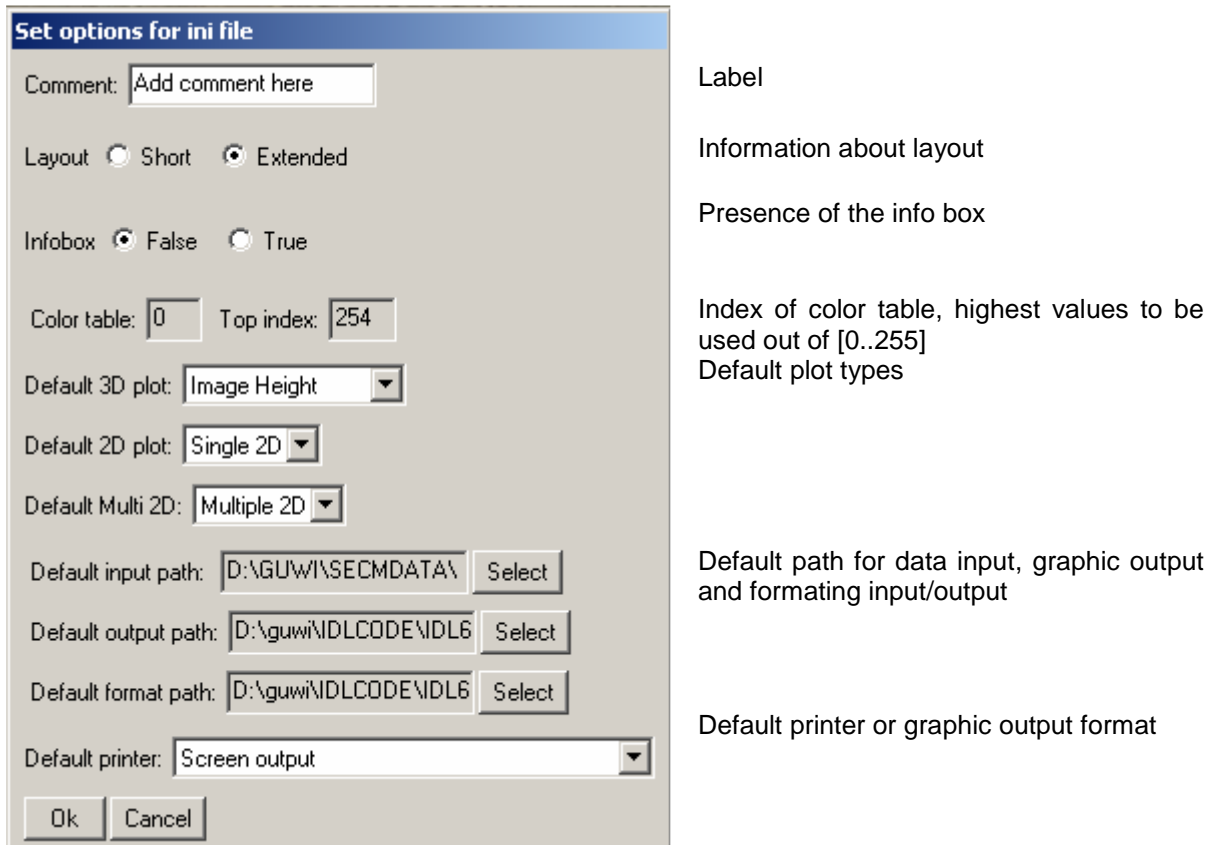 Set options for ini file
Comment: Add comment here
Label
Layout Short Extended
Information about layout
Presence of the info box
Infobox False True
Color table: 0 Top index: 254
Index of color table, highest values to be
used out of [0..255]
Default plot types
Default 3D plot: Image Height
Default 2D plot: Single 2D
Default Multi 2D: Multiple 2D
Default input path: D:\GUWI\SECMDATA\ Select
Default path for data input, graphic output
and formating input/output
Default output path: D:\guwi\IDLCODE\IDL6 Select
Default format path: D:\guwi\IDLCODE\IDL6 Select
Default printer or graphic output format
Default printer: Screen output
Ok Cancel